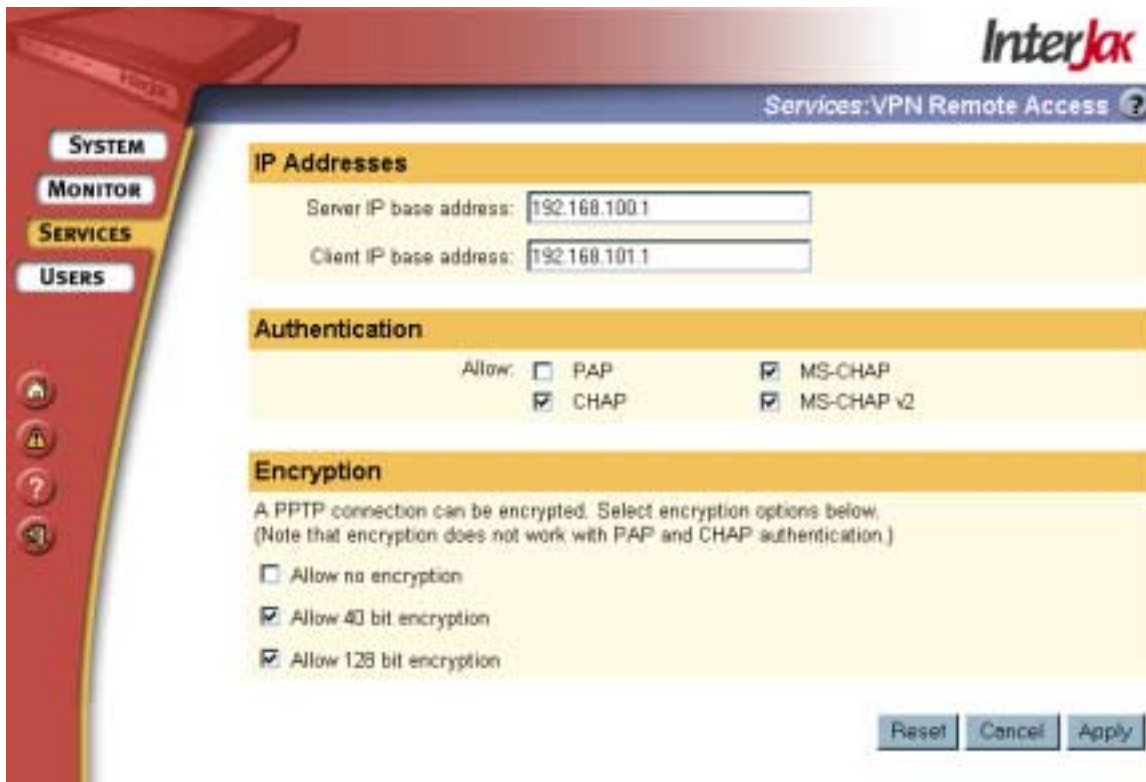 InterJak
Services:VPN Remote Access ?
SYSTEM
MONITOR
SERVICES
USERS
?
IP Addresses
Server IP base address: 192.168.100.1
Client IP base address: 192.168.101.1
Authentication
Allow: PAP MS-CHAP
CHAP MS-CHAP v2
Encryption
A PPTP connection can be encrypted. Select encryption options below.
(Note that encryption does not work with PAP and CHAP authentication.)
Allow no encryption
Allow 40 bit encryption
Allow 128 bit encryption
Reset Cancel Apply